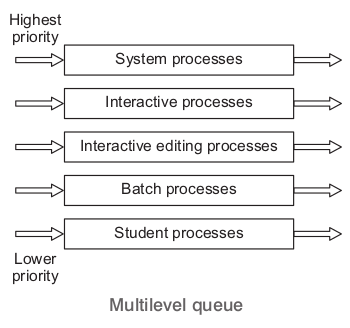 Highest
priority
System processes
Interactive processes
Interactive editing processes
Batch processes
Student processes
Lower
priority
Multilevel queue